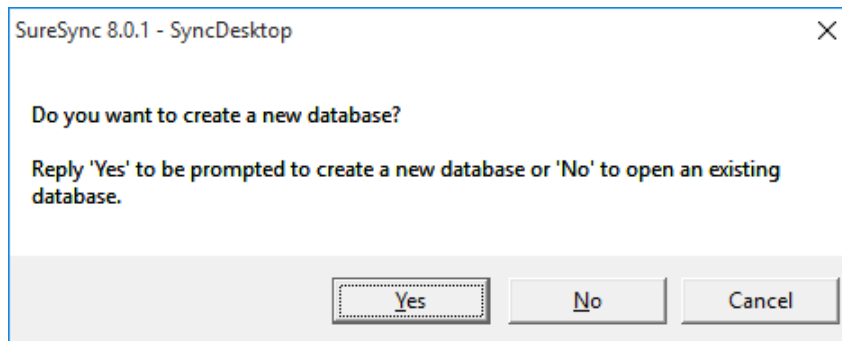 SureSync 8.0.1 - SyncDesktop
Do you want to create a new database?
Reply 'Yes' to be prompted to create a new database or 'No' to open an existing
database.
Yes
No
Cancel